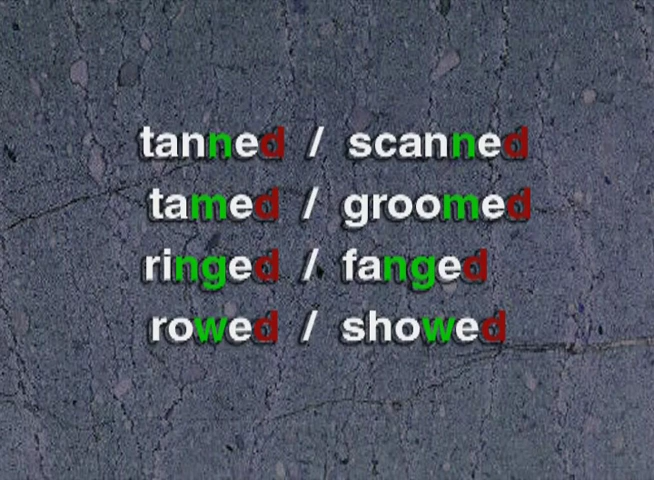 tanned / scanned
tamed / groomed
ringed / fanged
rowed / showed